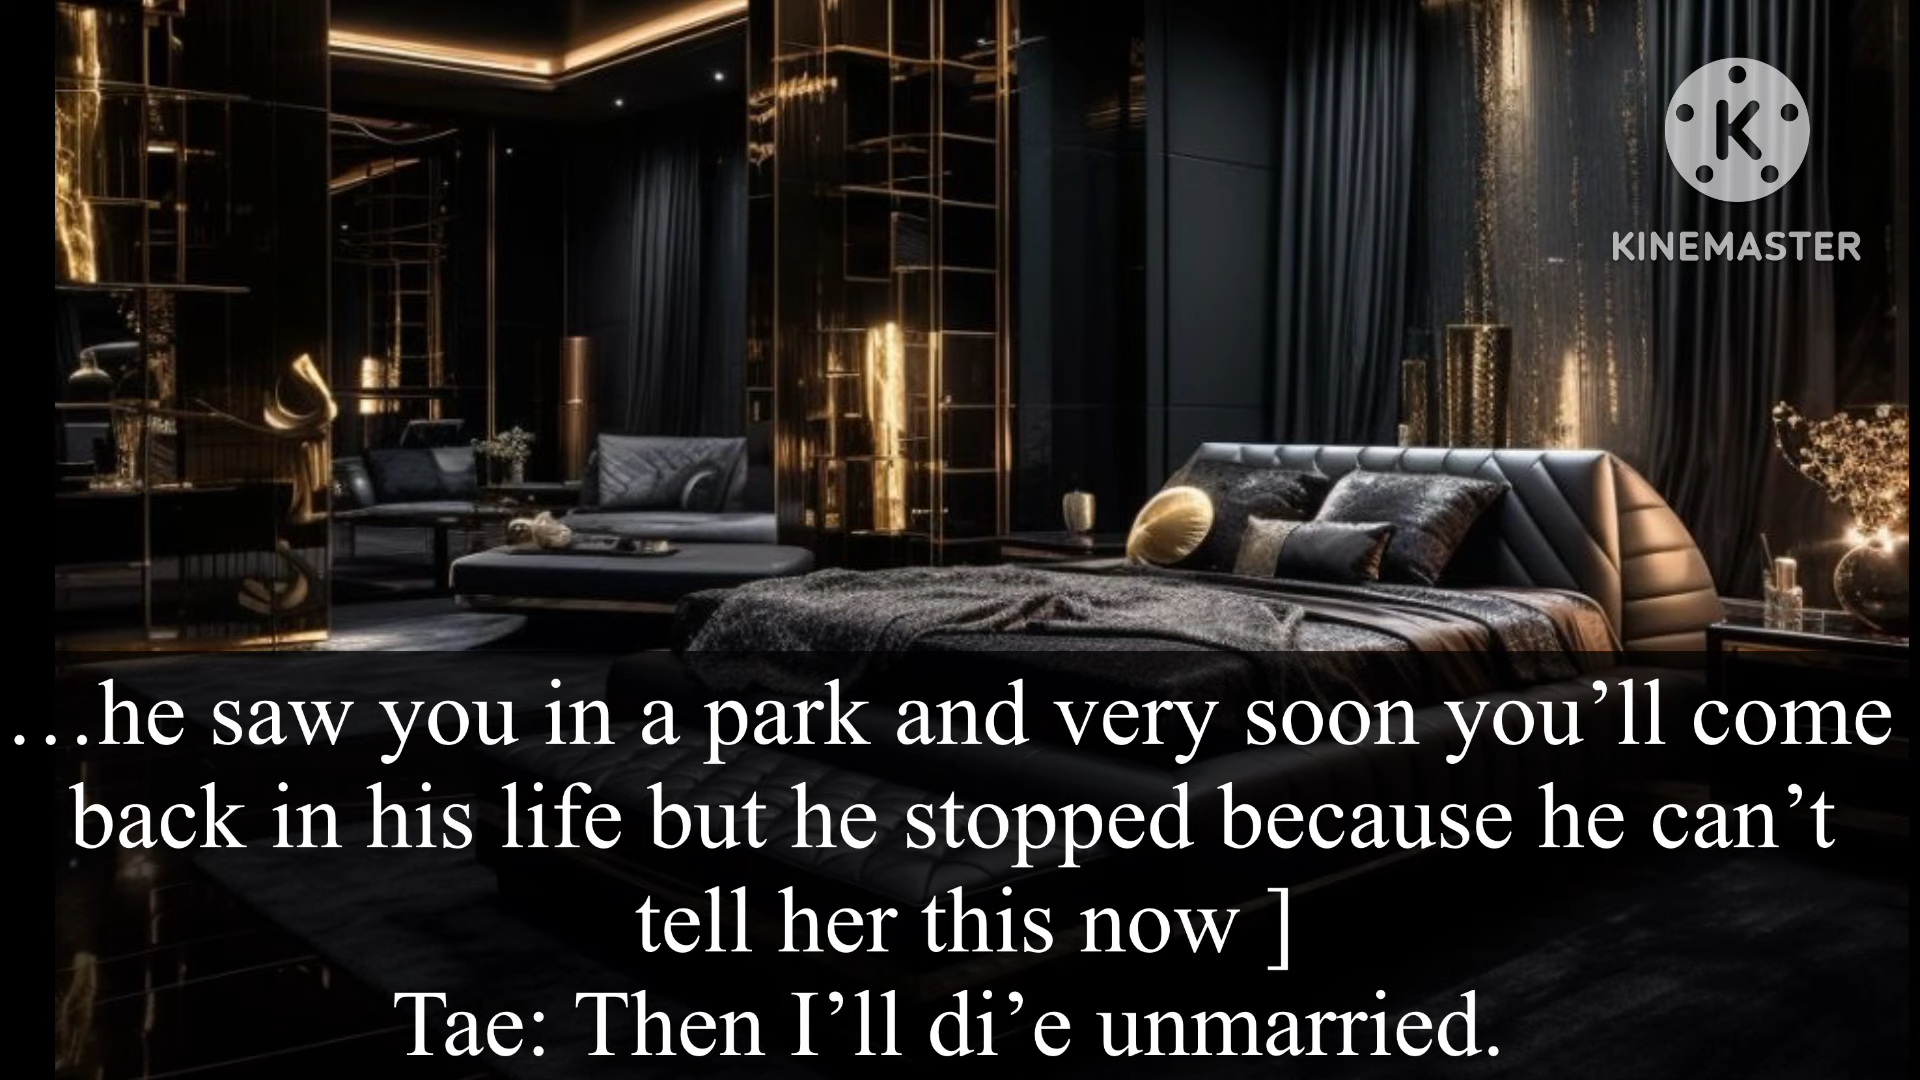 K
KINEMASTER
…he saw you in a park and very soon you’ll come
back in his life but he stopped because he can’t
tell her this now ]
Tae: Then I’ll di’e unmarried.